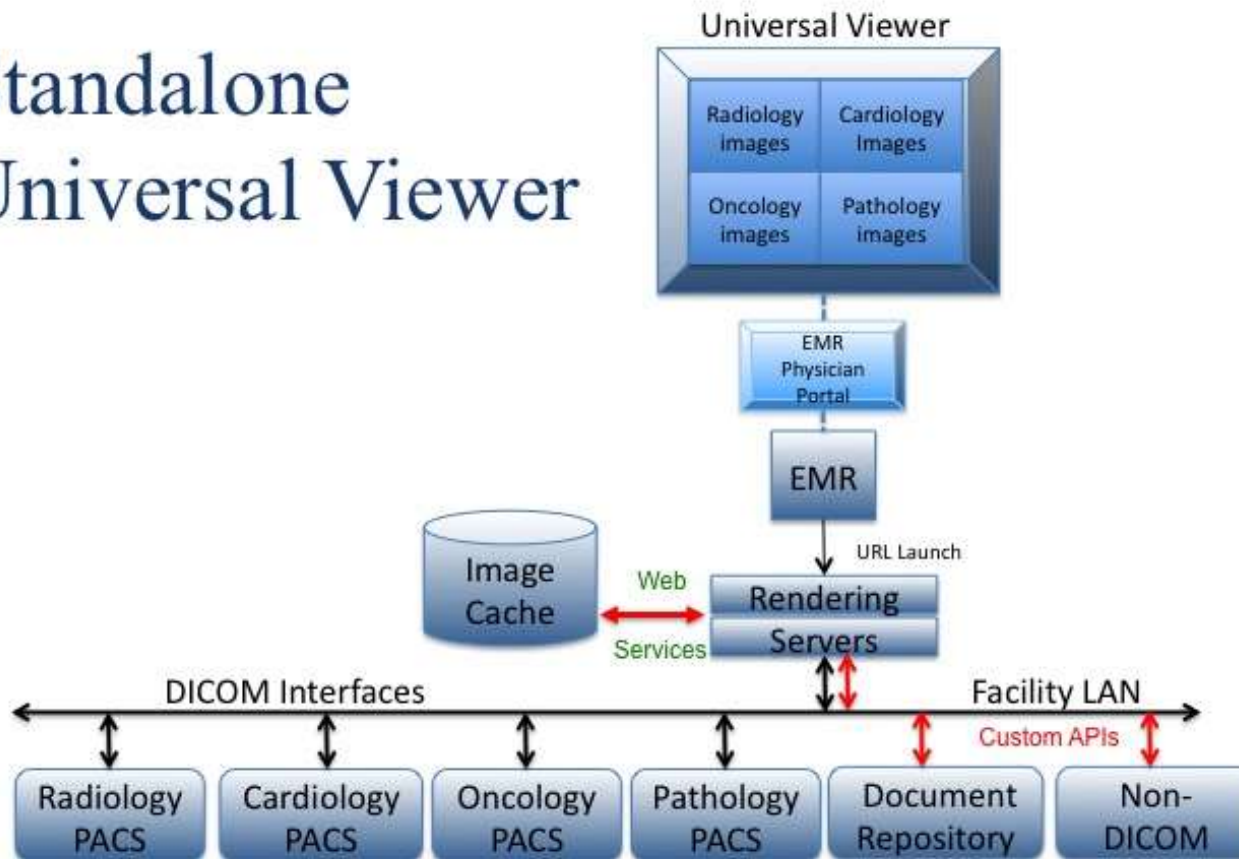 tandalone
Universal Viewer
Universal Viewer
Radiology
images
Cardiology
Images
Oncology
images
Pathology
images
EMR
Physician
Portal
EMR
URL Launch
Image
Cache
Web
Services
Rendering
Servers
DICOM Interfaces
Facility LAN
Custom APIs
Radiology
PACS
Cardiology
PACS
Oncology
PACS
Pathology
PACS
Document
Repository
Non-
DICOM